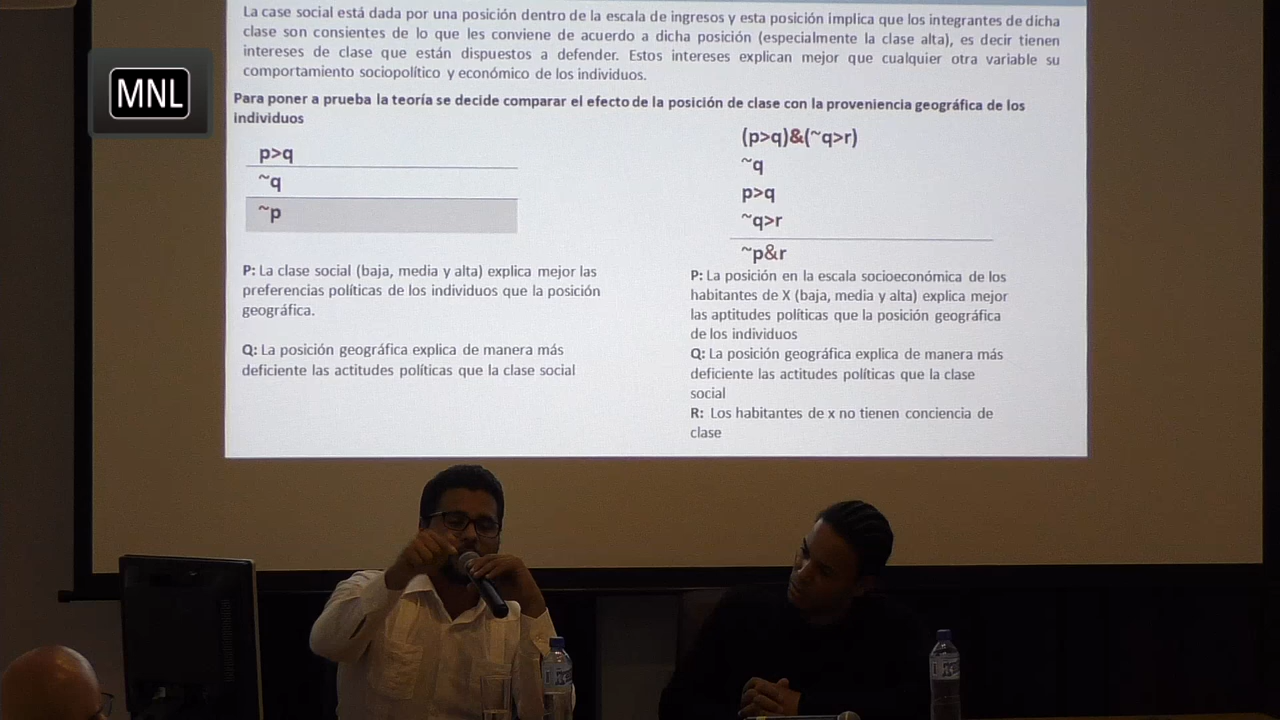 La case social está dada por una posición dentro de la escala de ingresos y esta posición implica que los integrantes de dicha
clase son consientes de lo que les conviene de acuerdo a dicha posición (especialmente la clase alta), es decir tienen
intereses de clase que están dispuestos a defender. Estos intereses explican mejor que cualquier otra variable su
comportamiento sociopolítico y económico de los individuos.
MNL
Para poner a prueba la teoría se decide comparar el efecto de la posición de clase con la proveniencia geográfica de los
individuos
p>q
~q
~p
P: La clase social (baja, media y alta) explica mejor las
preferencias políticas de los individuos que la posición
geográfica.
Q: La posición geográfica explica de manera más
deficiente las actitudes políticas que la clase social
(p>q)&(~q>r)
~q
p>q
~q>r
~p&r
P: La posición en la escala socioeconómica de los
habitantes de X (baja, media y alta) explica mejor
las aptitudes políticas que la posición geográfica
de los individuos
Q: La posición geográfica explica de manera más
deficiente las actitudes políticas que la clase
social
R: Los habitantes de x no tienen conciencia de
clase